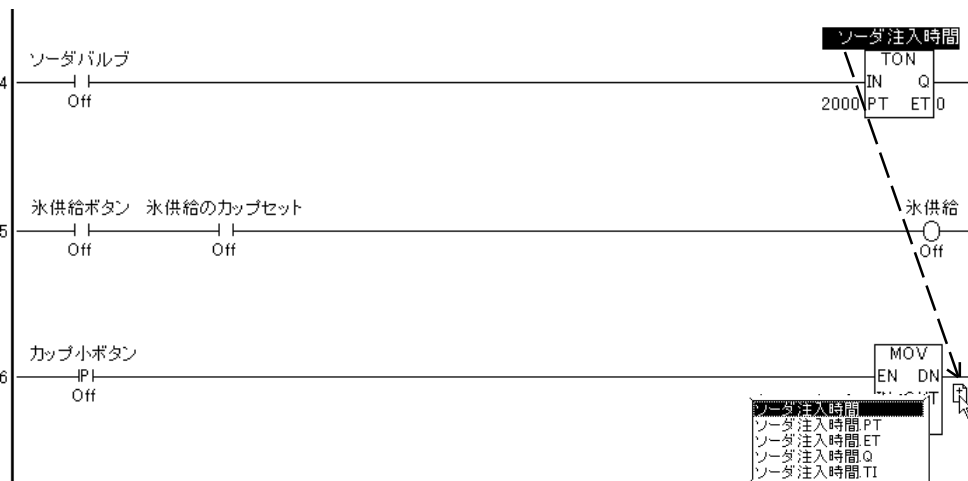 ソーダ注入時間
ソーダバルブ
TON
4
IN Q
Off
2000 PT ET 0
氷供給ボタン 氷供給のカップセット 氷供給
5
Off Off Off
カップ小ボタン
MOV
6
P
EN DN
Off
ソーダ注入時間
ソーダ注入時間.PT
ソーダ注入時間.ET
ソーダ注入時間.Q
ソーダ注入時間.TI